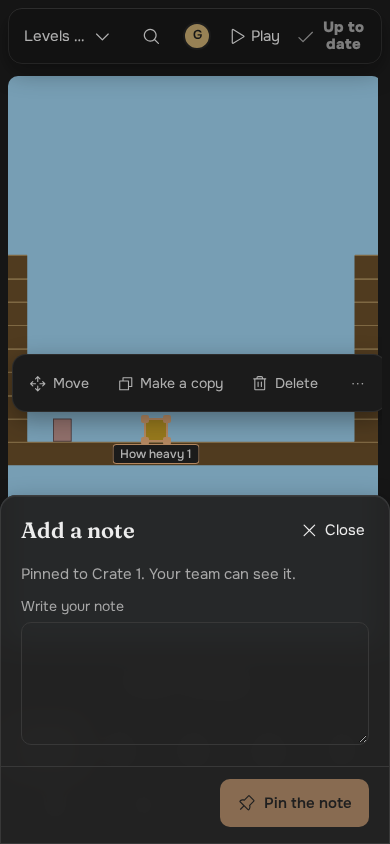 Levels ...
G
Play
Up to
date
Move
Make a copy
Delete
...
How heavy 1
Add a note
Close
Pinned to Crate 1. Your team can see it.
Write your note
Pin the note